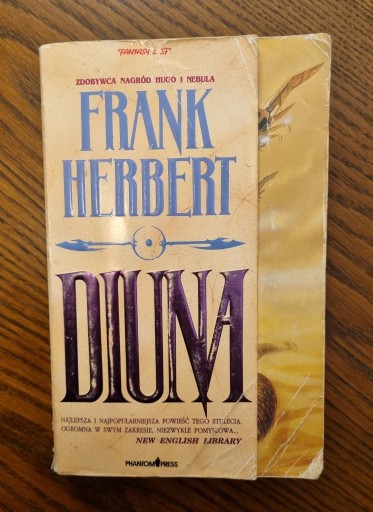 FANTASY & SF
ZDOBYWCA NAGRÓD HUGO I NEBULA
FRANK
HERBERT
DIUNA
NAJLEPSZA I NAJPOPULARNIEJSZA POWIEŚĆ TEGO STULECIA.
OGROMNA W SWYM ZAKRESIE, NIEZWYKLE POMYSŁOWA...
NEW ENGLISH LIBRARY
PHANTOM PRESS